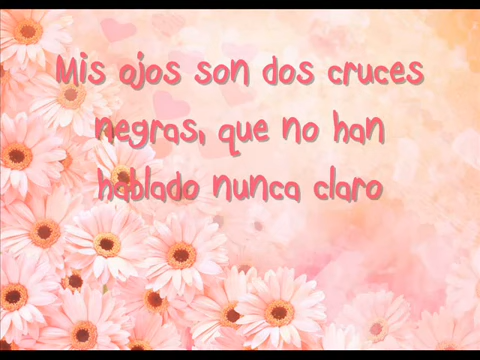 Mis ojos son dos cruces
negras, que no han
hablado nunca claro